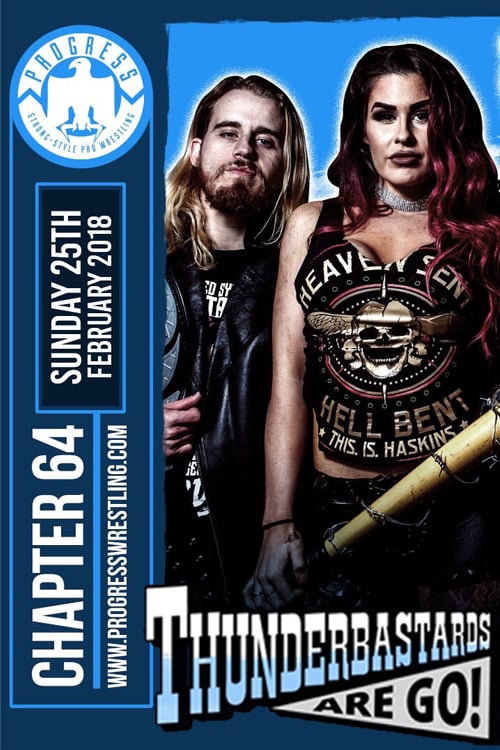 PROGRESS
STRONG-STYLE PRO WRESTLING
SUNDAY 25TH
FEBRUARY 2018
CHAPTER 64
WWW.PROGRESSWRESTLING.COM
HEAVEN SENT
HELL BENT
THIS. IS. HASKINS
THUNDERBASTARDS
ARE GO!